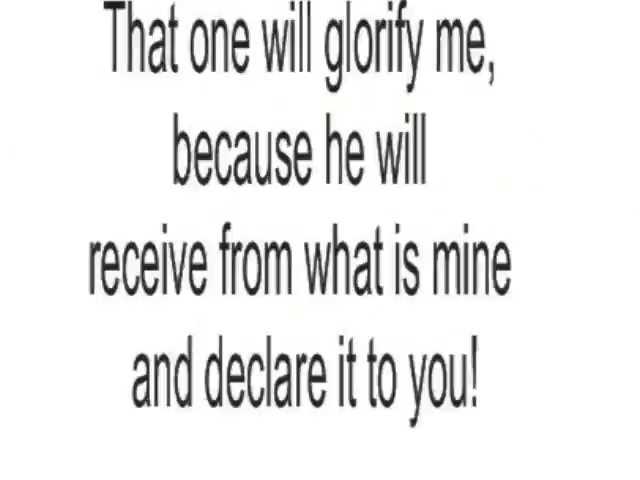 That one will glorify me,
because he will
receive from what is mine
and declare it to you!